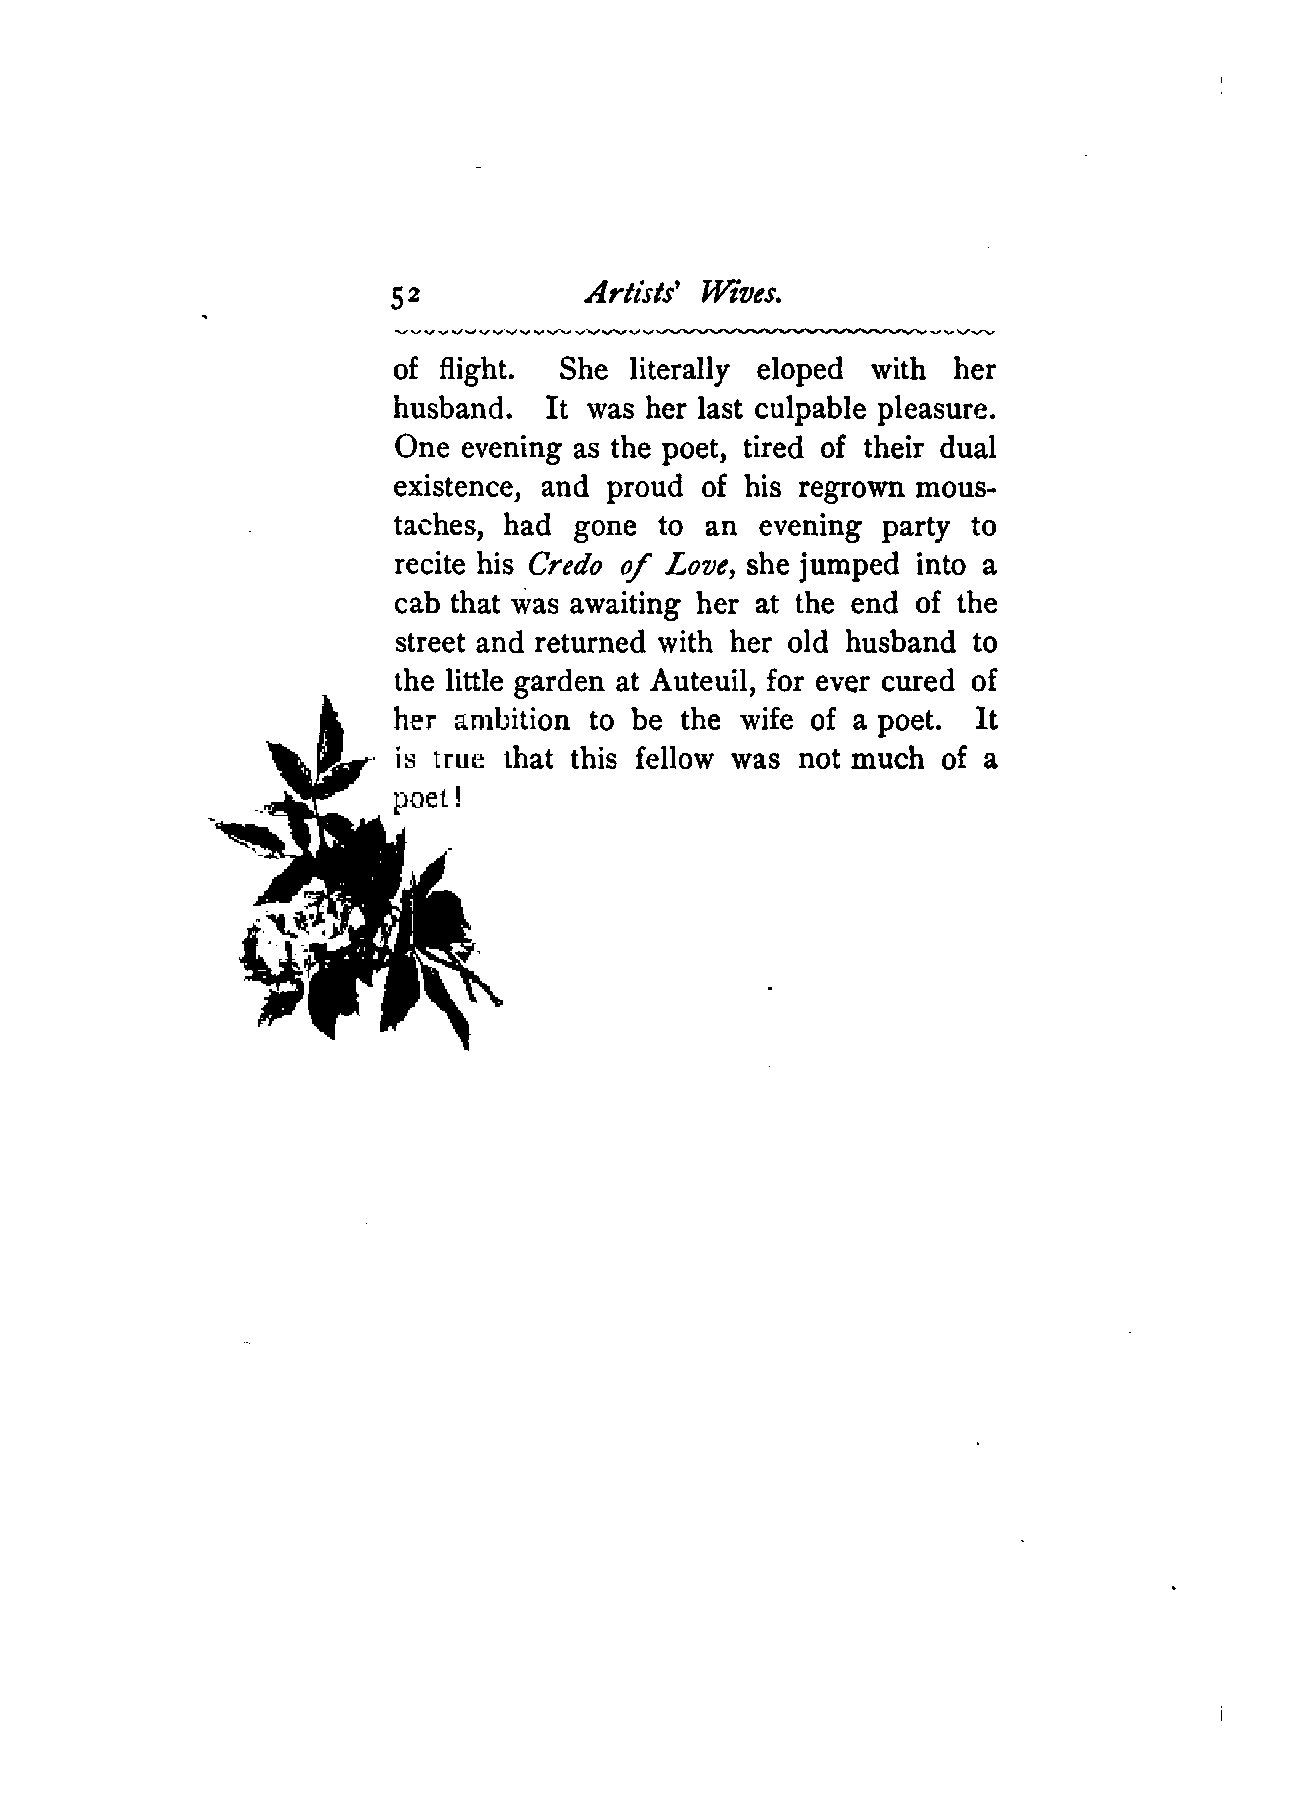 52 Artists' Wives.
of flight. She literally eloped with her
husband. It was her last culpable pleasure.
One evening as the poet, tired of their dual
existence, and proud of his regrown mous-
taches, had gone to an evening party to
recite his Credo of Love, she jumped into a
cab that was awaiting her at the end of the
street and returned with her old husband to
the little garden at Auteuil, for ever cured of
her ambition to be the wife of a poet. It
is true that this fellow was not much of a
poet!